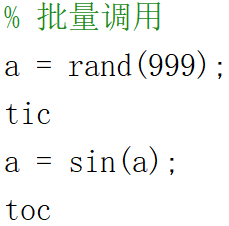 % 批量调用
a = rand(999);
tic
a = sin(a);
toc